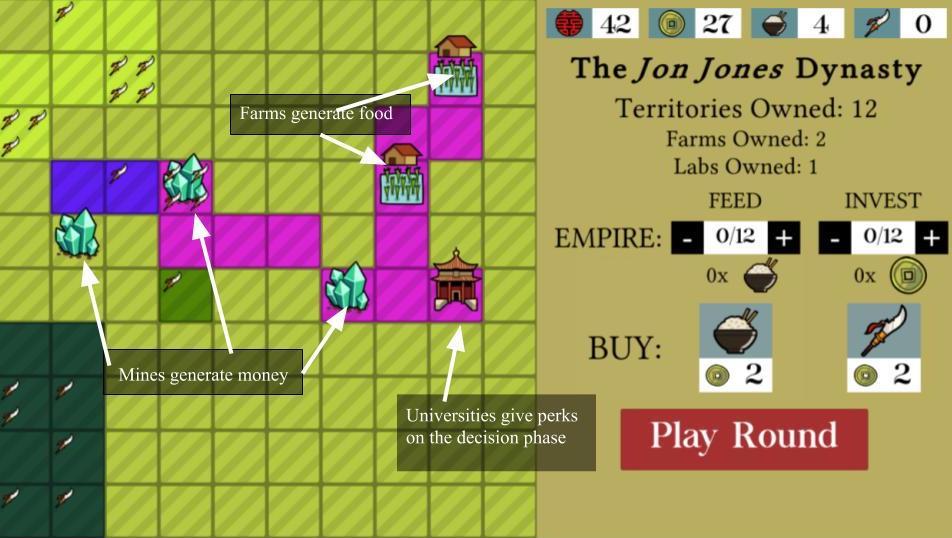 42 27 4 0
The Jon Jones Dynasty
Territories Owned: 12
Farms Owned: 2
Labs Owned: 1
FEED INVEST
EMPIRE: - 0/12 + - 0/12 +
0x 0x
BUY:
2 2
Play Round
Farms generate food
Mines generate money
Universities give perks
on the decision phase